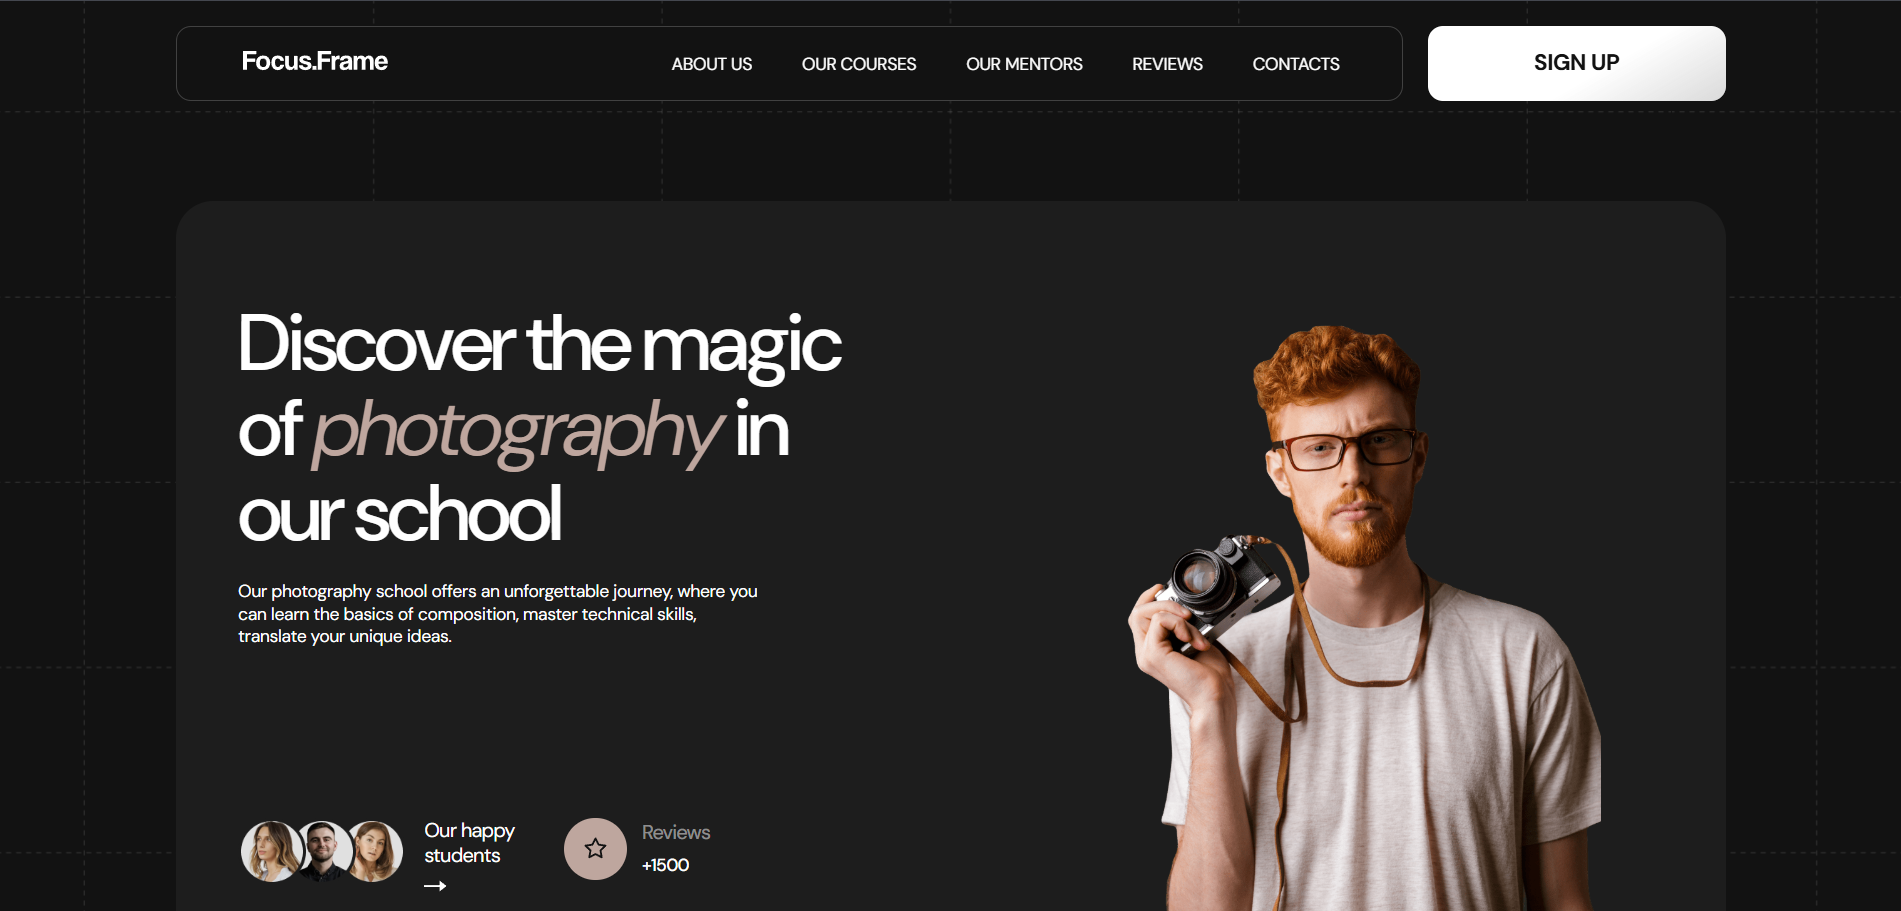 Focus.Frame
ABOUT US
OUR COURSES
OUR MENTORS
REVIEWS
CONTACTS
SIGN UP
Discover the magic
of photography in
our school
Our photography school offers an unforgettable journey, where you
can learn the basics of composition, master technical skills,
translate your unique ideas.
Our happy
students
Reviews
+1500